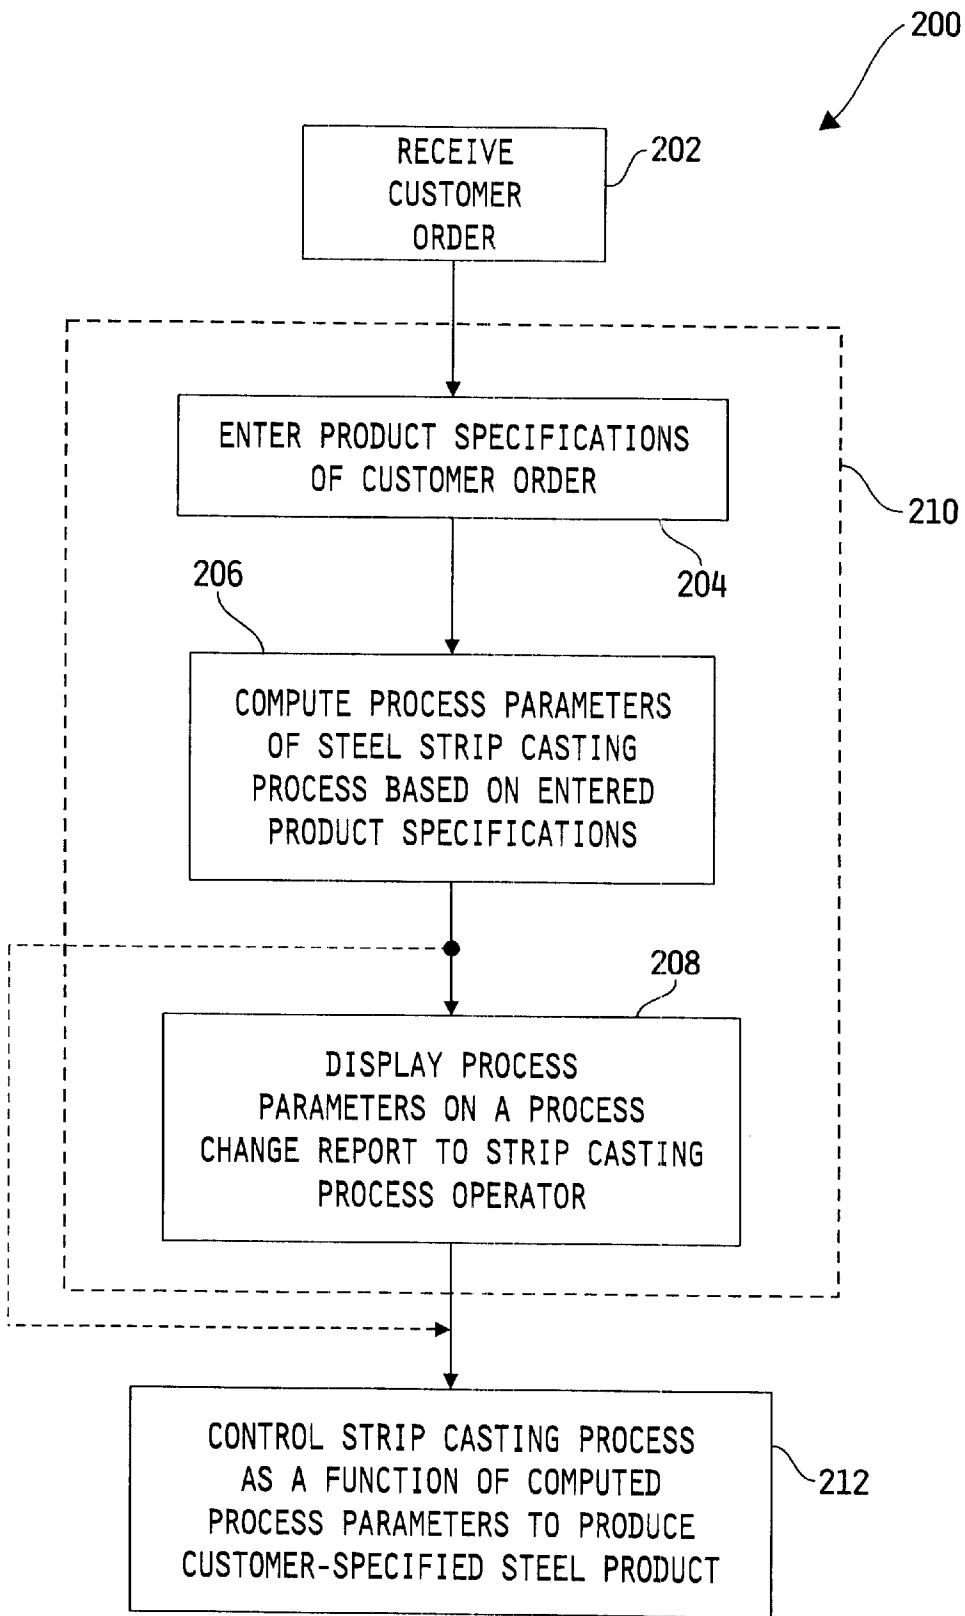 200
RECEIVE
CUSTOMER
ORDER
202
ENTER PRODUCT SPECIFICATIONS
OF CUSTOMER ORDER
210
204
206
COMPUTE PROCESS PARAMETERS
OF STEEL STRIP CASTING
PROCESS BASED ON ENTERED
PRODUCT SPECIFICATIONS
208
DISPLAY PROCESS
PARAMETERS ON A PROCESS
CHANGE REPORT TO STRIP CASTING
PROCESS OPERATOR
CONTROL STRIP CASTING PROCESS
AS A FUNCTION OF COMPUTED
PROCESS PARAMETERS TO PRODUCE
CUSTOMER-SPECIFIED STEEL PRODUCT
212